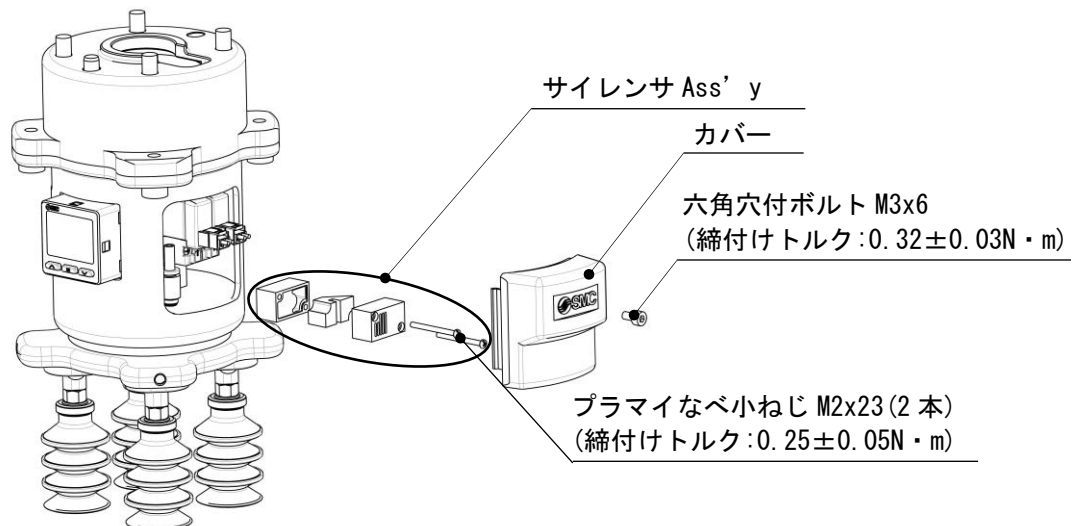 サイレンサ Ass’y
カバー
六角穴付ボルト M3x6
(締付けトルク:0.32±0.03N・m)
SMC
プラマイなべ小ねじ M2x23(2 本)
(締付けトルク:0.25±0.05N・m)